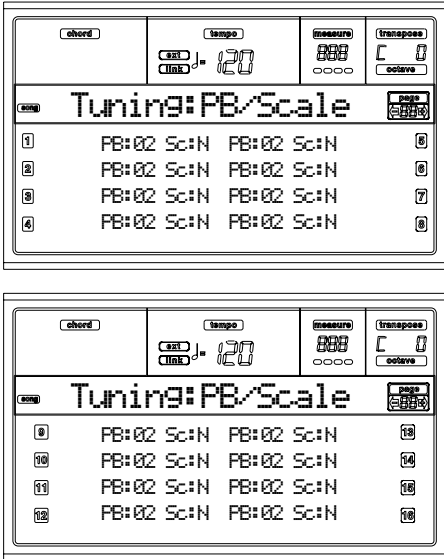 chord tempo measure transpose
ext link ♩= 120 888 C 0
octave
song Tuning:PB/Scale page 88
1 PB:02 Sc:N PB:02 Sc:N 5
2 PB:02 Sc:N PB:02 Sc:N 6
3 PB:02 Sc:N PB:02 Sc:N 7
4 PB:02 Sc:N PB:02 Sc:N 8
chord tempo measure transpose
ext link ♩= 120 888 C 0
octave
song Tuning:PB/Scale page 88
9 PB:02 Sc:N PB:02 Sc:N 13
10 PB:02 Sc:N PB:02 Sc:N 14
11 PB:02 Sc:N PB:02 Sc:N 15
12 PB:02 Sc:N PB:02 Sc:N 16